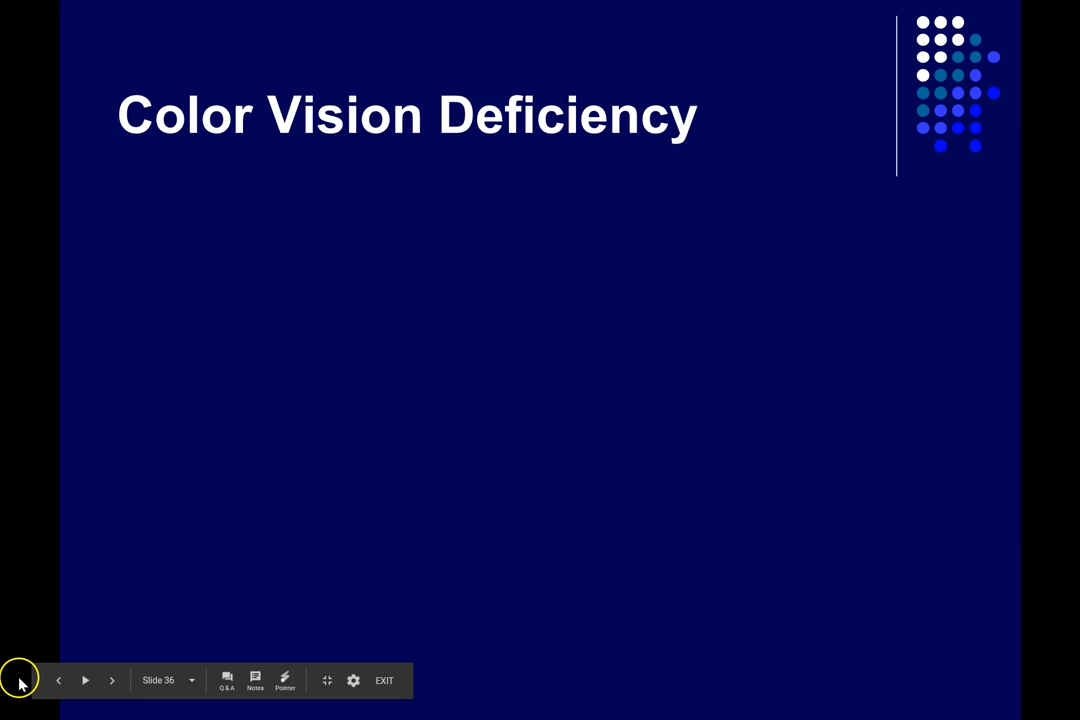 Color Vision Deficiency
Slide 36
Q & A
Notes
Pointer
EXIT